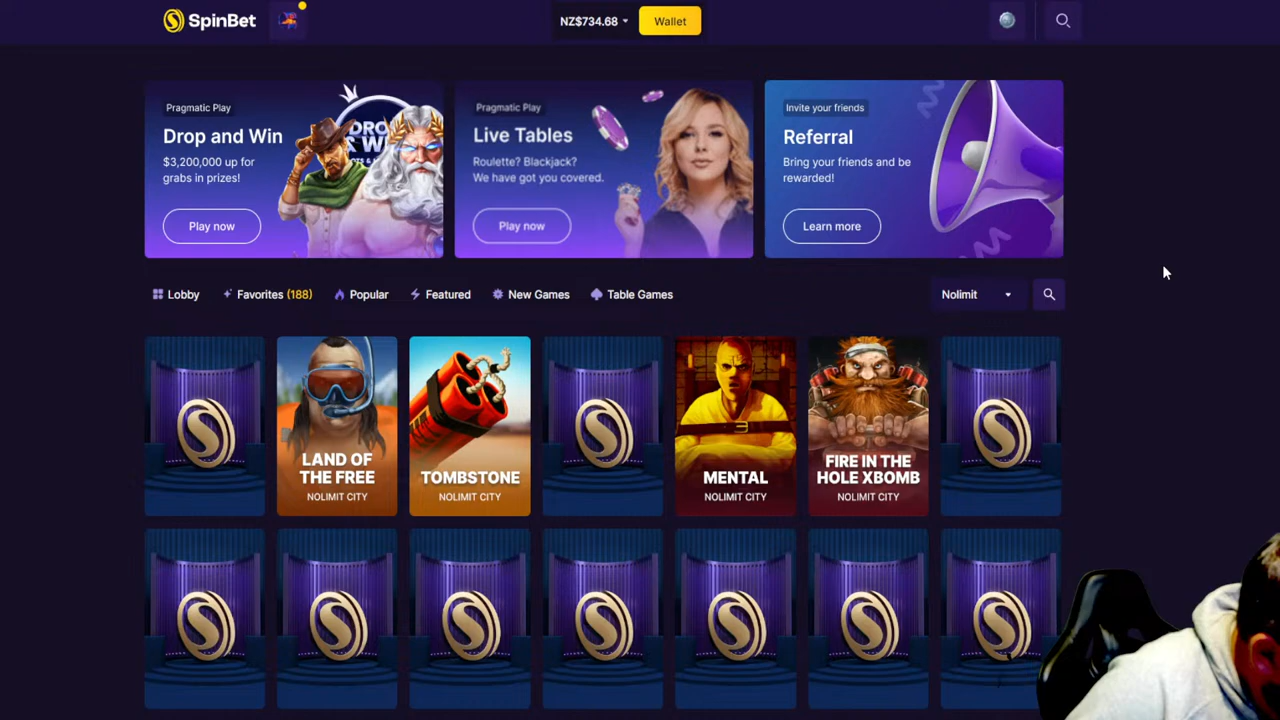 SpinBet
NZ$734.68
Wallet
Pragmatic Play
Drop and Win
$3,200,000 up for
grabs in prizes!
Play now
Pragmatic Play
Live Tables
Roulette? Blackjack?
We have got you covered.
Play now
Invite your friends
Referral
Bring your friends and be
rewarded!
Learn more
Lobby
Favorites (188)
Popular
Featured
New Games
Table Games
Nolimit
LAND OF
THE FREE
NOLIMIT CITY
TOMBSTONE
NOLIMIT CITY
MENTAL
NOLIMIT CITY
FIRE IN THE
HOLE XBOMB
NOLIMIT CITY